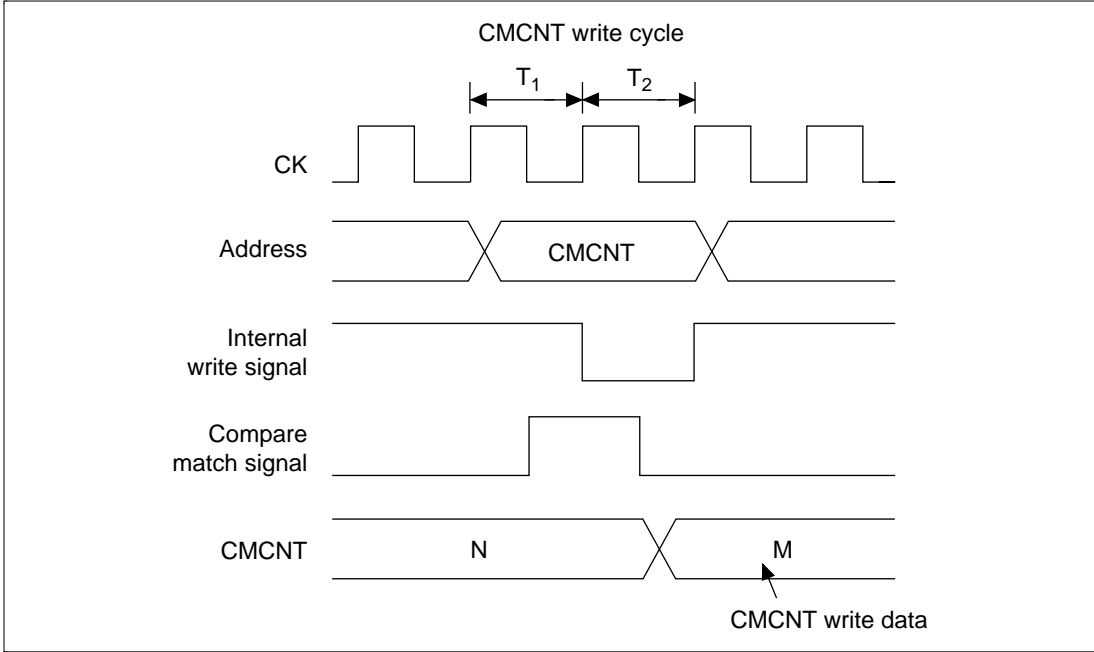 CMCNT write cycle
T1 T2
CK
Address
CMCNT
Internal
write signal
Compare
match signal
CMCNT
N
M
CMCNT write data